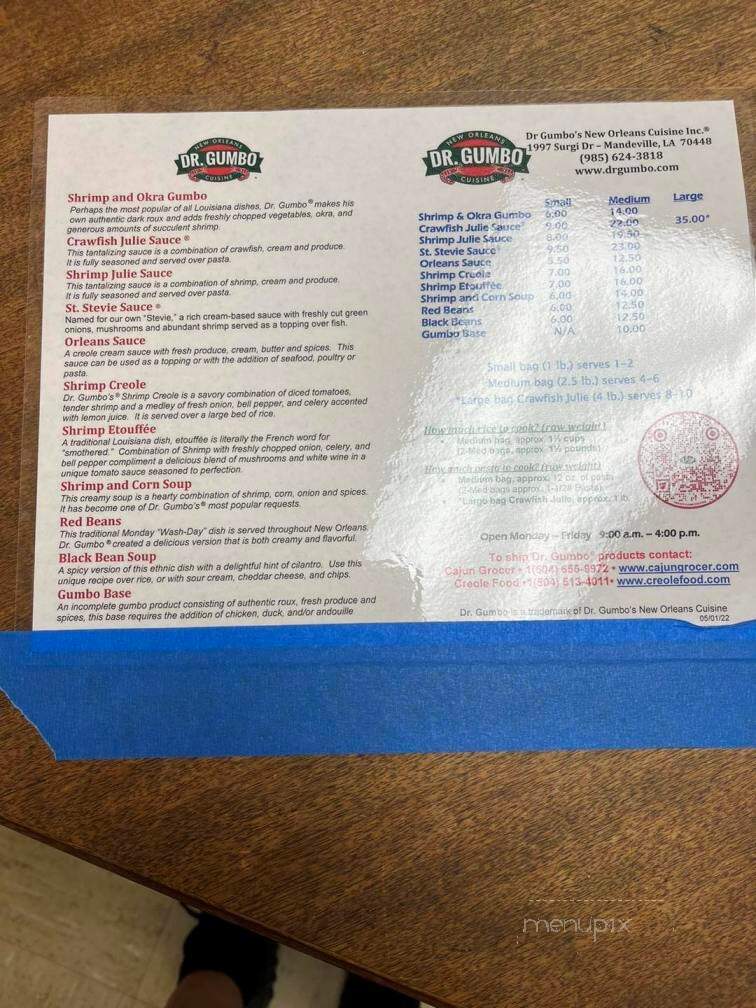 NEW ORLEANS
DR. GUMBO
CUISINE
Shrimp and Okra Gumbo
Perhaps the most popular of all Louisiana dishes, Dr. Gumbo® makes his
own authentic dark roux and adds freshly chopped vegetables, okra, and
generous amounts of succulent shrimp.
Crawfish Julie Sauce ®
This tantalizing sauce is a combination of crawfish, cream and produce.
It is fully seasoned and served over pasta.
Shrimp Julie Sauce
This tantalizing sauce is a combination of shrimp, cream and produce.
It is fully seasoned and served over pasta.
St. Stevie Sauce ®
Named for our own "Stevie," a rich cream-based sauce with freshly cut green
onions, mushrooms and abundant shrimp served as a topping over fish.
Orleans Sauce
A creole cream sauce with fresh produce, cream, butter and spices. This
sauce can be used as a topping or with the addition of seafood, poultry or
pasta.
Shrimp Creole
Dr. Gumbo's® Shrimp Creole is a savory combination of diced tomatoes,
tender shrimp and a medley of fresh onion, bell pepper, and celery accented
with lemon juice. It is served over a large bed of rice.
Shrimp Etouffée
A traditional Louisiana dish, etouffée is literally the French word for
"smothered." Combination of Shrimp with freshly chopped onion, celery, and
bell pepper compliment a delicious blend of mushrooms and white wine in a
unique tomato sauce seasoned to perfection.
Shrimp and Corn Soup
This creamy soup is a hearty combination of shrimp, corn, onion and spices.
It has become one of Dr. Gumbo's® most popular requests.
Red Beans
This traditional Monday "Wash-Day" dish is served throughout New Orleans.
Dr. Gumbo ® created a delicious version that is both creamy and flavorful.
Black Bean Soup
A spicy version of this ethnic dish with a delightful hint of cilantro. Use this
unique recipe over rice, or with sour cream, cheddar cheese, and chips.
Gumbo Base
An incomplete gumbo product consisting of authentic roux, fresh produce and
spices, this base requires the addition of chicken, duck, and/or andouille
NEW ORLEANS
DR. GUMBO
CUISINE
Dr Gumbo's New Orleans Cuisine Inc.®
1997 Surgi Dr – Mandeville, LA 70448
(985) 624-3818
www.drgumbo.com
Small Medium Large
Shrimp & Okra Gumbo 6.00 14.00
Crawfish Julie Sauce® 9.00 22.00 35.00*
Shrimp Julie Sauce 8.00 19.50
St. Stevie Sauce® 9.50 23.00
Orleans Sauce 5.50 12.50
Shrimp Creole 7.00 16.00
Shrimp Etouffée 7.00 16.00
Shrimp and Corn Soup 6.00 14.00
Red Beans 6.00 12.50
Black Beans 6.00 12.50
Gumbo Base N/A 10.00
Small bag (1 lb.) serves 1–2
Medium bag (2.5 lb.) serves 4–6
*Large bag Crawfish Julie (4 lb.) serves 8–10
How much rice to cook? (raw weight)
Medium bag, approx. 1½ cups
How much pasta to cook? (raw weight)
Medium bag, approx. 12 oz. of pasta
*Large bag Crawfish Julie, approx. 1 lb.
Open Monday – Friday 9:00 a.m. – 4:00 p.m.
To ship Dr. Gumbo® products contact:
Cajun Grocer • www.cajungrocer.com
Creole Food • 1(504) 513-4011 • www.creolefood.com
Dr. Gumbo is a trademark of Dr. Gumbo's New Orleans Cuisine
05/01/22
menupix